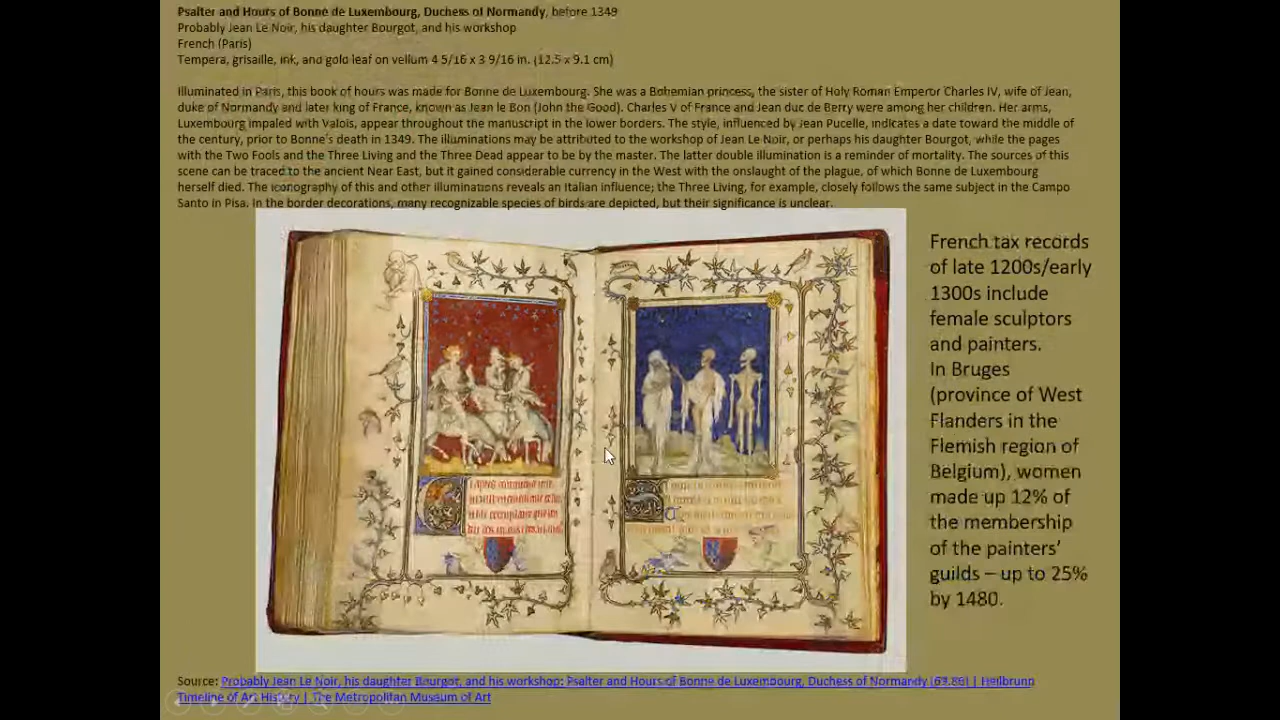 Psalter and Hours of Bonne de Luxembourg, Duchess of Normandy, before 1349
Probably Jean Le Noir, his daughter Bourgot, and his workshop
French (Paris)
Tempera, grisaille, ink, and gold leaf on vellum 4 5/16 x 3 9/16 in. (12.5 x 9.1 cm)
Illuminated in Paris, this book of hours was made for Bonne de Luxembourg. She was a Bohemian princess, the sister of Holy Roman Emperor Charles IV, wife of Jean,
duke of Normandy and later king of France, known as Jean le Bon (John the Good). Charles V of France and Jean duc de Berry were among her children. Her arms,
Luxembourg impaled with Valois, appear throughout the manuscript in the lower borders. The style, influenced by Jean Pucelle, indicates a date toward the middle of
the century, prior to Bonne's death in 1349. The illuminations may be attributed to the workshop of Jean Le Noir, or perhaps his daughter Bourgot, while the pages
with the Two Fools and the Three Living and the Three Dead appear to be by the master. The latter double illumination is a reminder of mortality. The sources of this
scene can be traced to the ancient Near East, but it gained considerable currency in the West with the onslaught of the plague, of which Bonne de Luxembourg
herself died. The iconography of this and other illuminations reveals an Italian influence; the Three Living, for example, closely follows the same subject in the Campo
Santo in Pisa. In the border decorations, many recognizable species of birds are depicted, but their significance is unclear.
French tax records
of late 1200s/early
1300s include
female sculptors
and painters.
In Bruges
(province of West
Flanders in the
Flemish region of
Belgium), women
made up 12% of
the membership
of the painters'
guilds – up to 25%
by 1480.
Source: Probably Jean Le Noir, his daughter Bourgot, and his workshop: Psalter and Hours of Bonne de Luxembourg, Duchess of Normandy (69.86) | Heilbrunn
Timeline of Art History | The Metropolitan Museum of Art